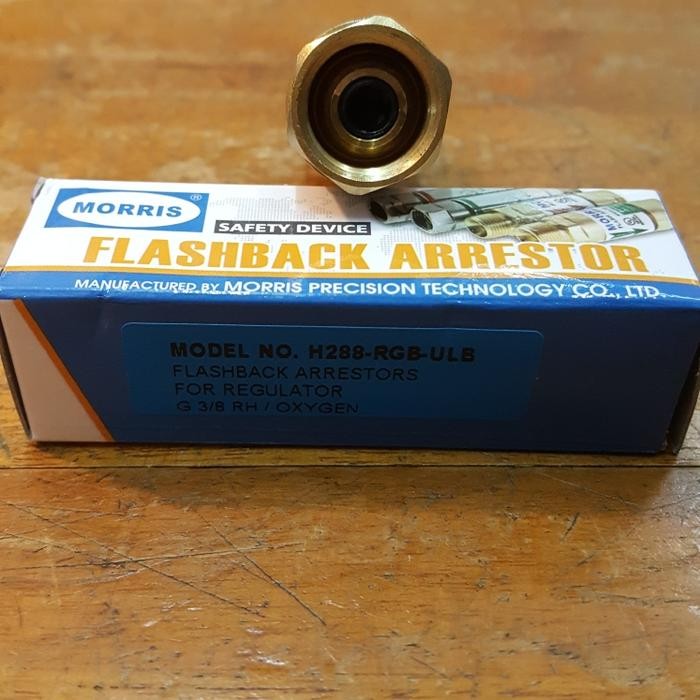 MORRIS ®
SAFETY DEVICE
FLASHBACK ARRESTOR
MANUFACTURED BY MORRIS PRECISION TECHNOLOGY CO., LTD.
MODEL NO. H288-RGB-ULB
FLASHBACK ARRESTORS
FOR REGULATOR
G 3/8 RH / OXYGEN